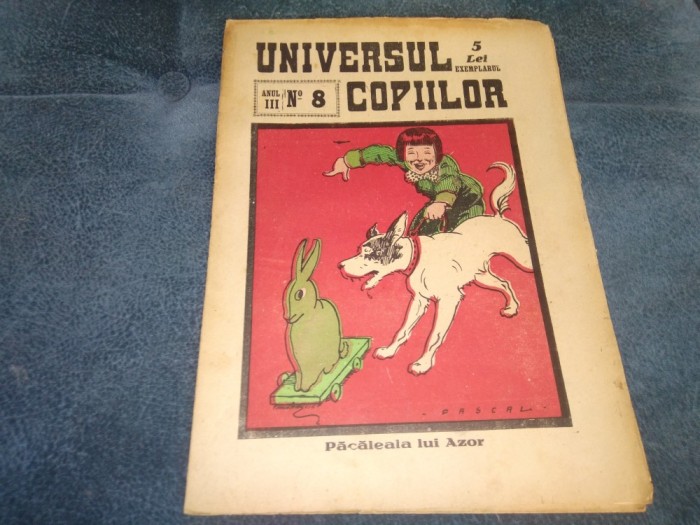 UNIVERSUL
5
Lei
EXEMPLARUL
ANUL
III
No 8
COPIILOR
PASCAL
Păcăleala lui Azor